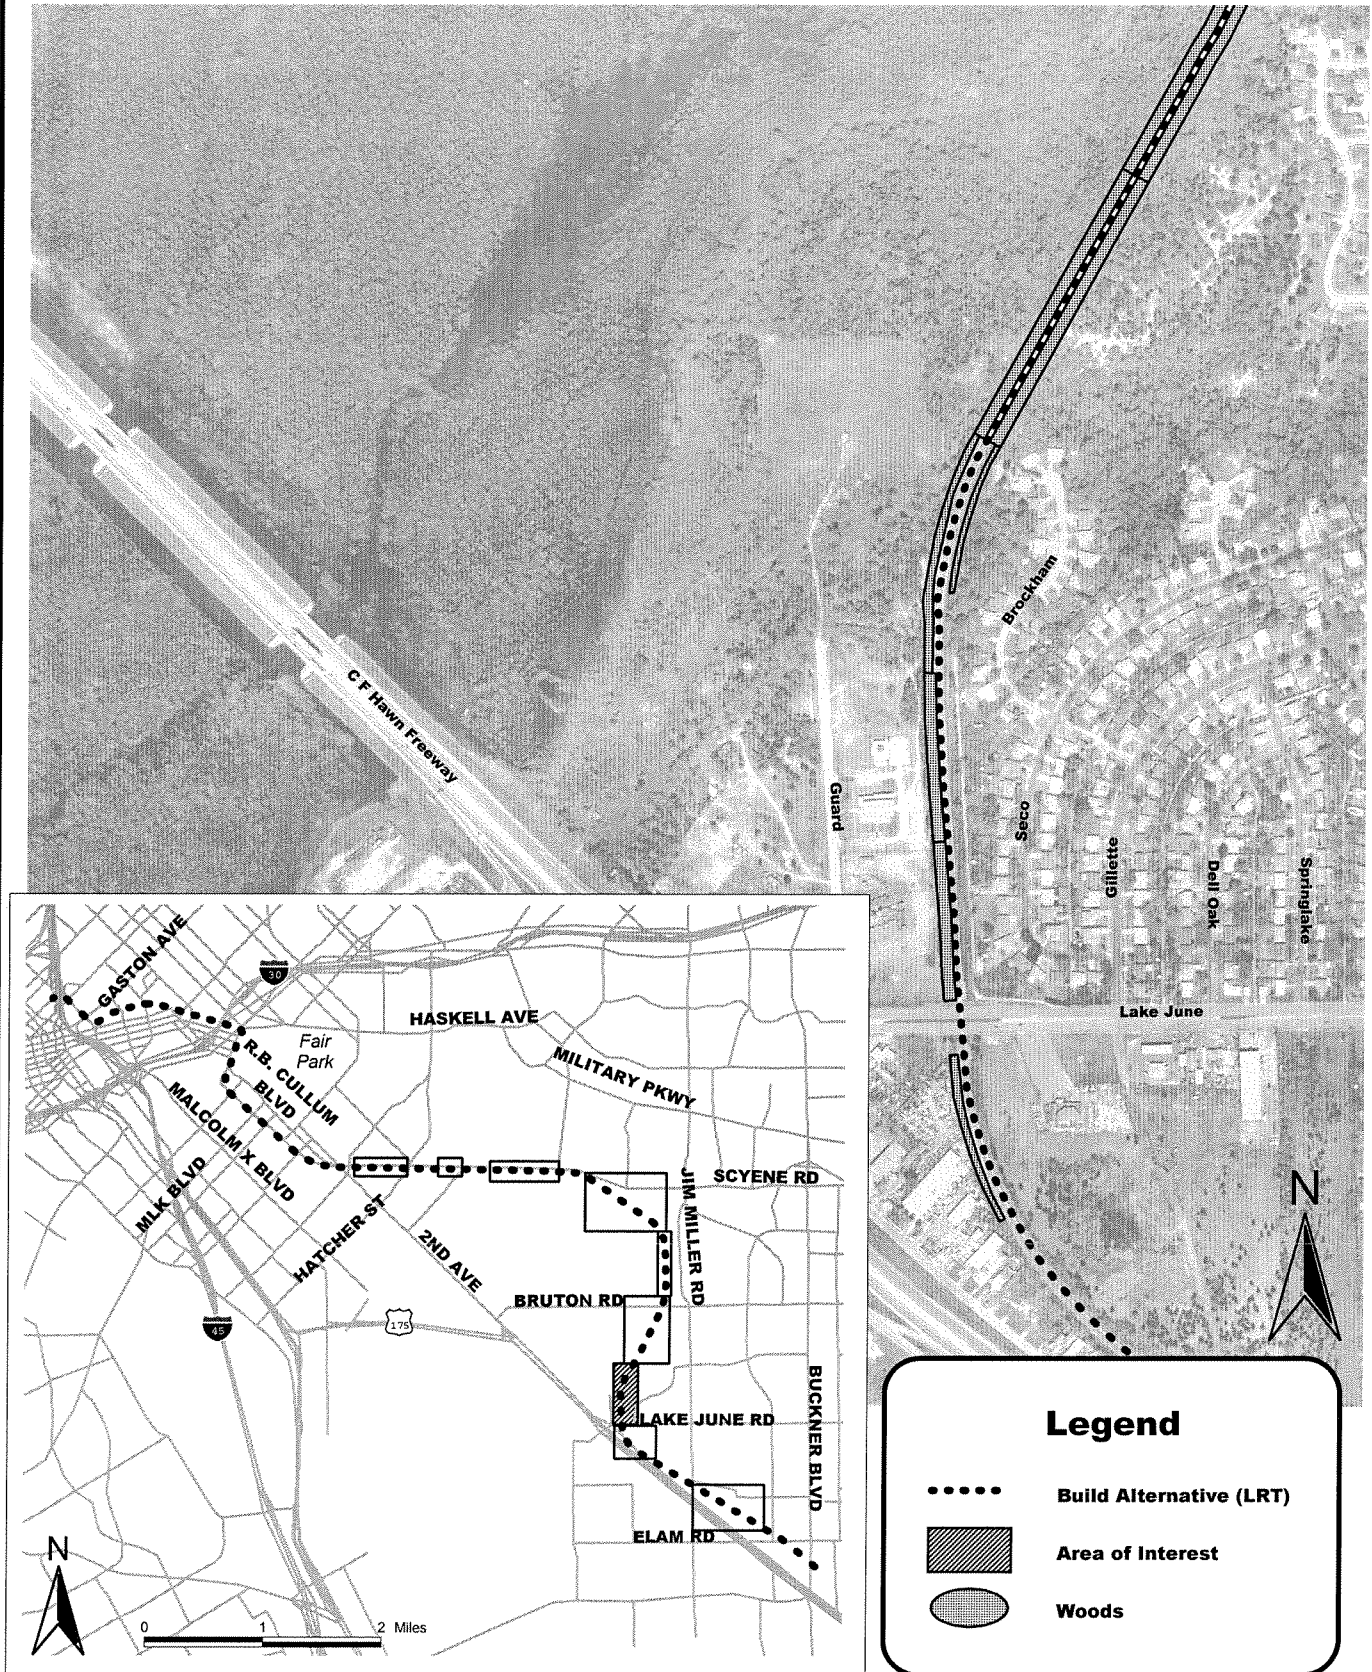 Brockham
C F Hawn Freeway
Guard
Seco
Gillette
Dell Oak
Springlake
Lake June
N
GASTON AVE
30
HASKELL AVE
Fair
Park
R.B. CULLUM
BLVD
MILITARY PKWY
MALCOLM X BLVD
MLK BLVD
HATCHER ST
2ND AVE
JIM MILLER RD
SCYENE RD
BRUTON RD
175
45
LAKE JUNE RD
BUCKNER BLVD
ELAM RD
N
0 1 2 Miles
Legend
Build Alternative (LRT)
Area of Interest
Woods